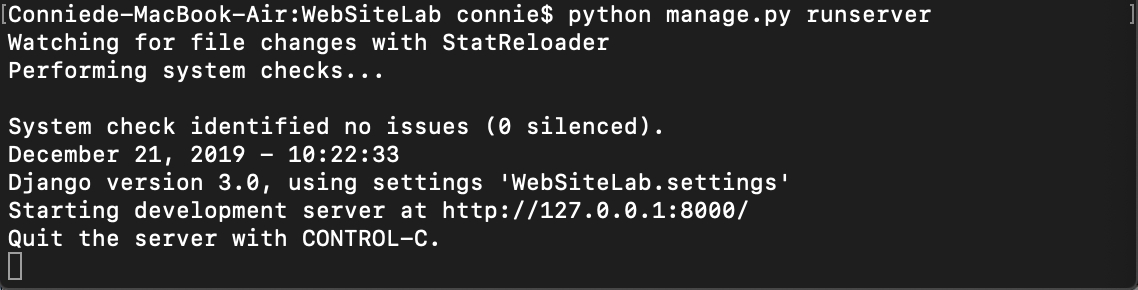 [Conniede-MacBook-Air:WebSiteLab connie$ python manage.py runserver ]
Watching for file changes with StatReloader
Performing system checks...
System check identified no issues (0 silenced).
December 21, 2019 - 10:22:33
Django version 3.0, using settings 'WebSiteLab.settings'
Starting development server at http://127.0.0.1:8000/
Quit the server with CONTROL-C.